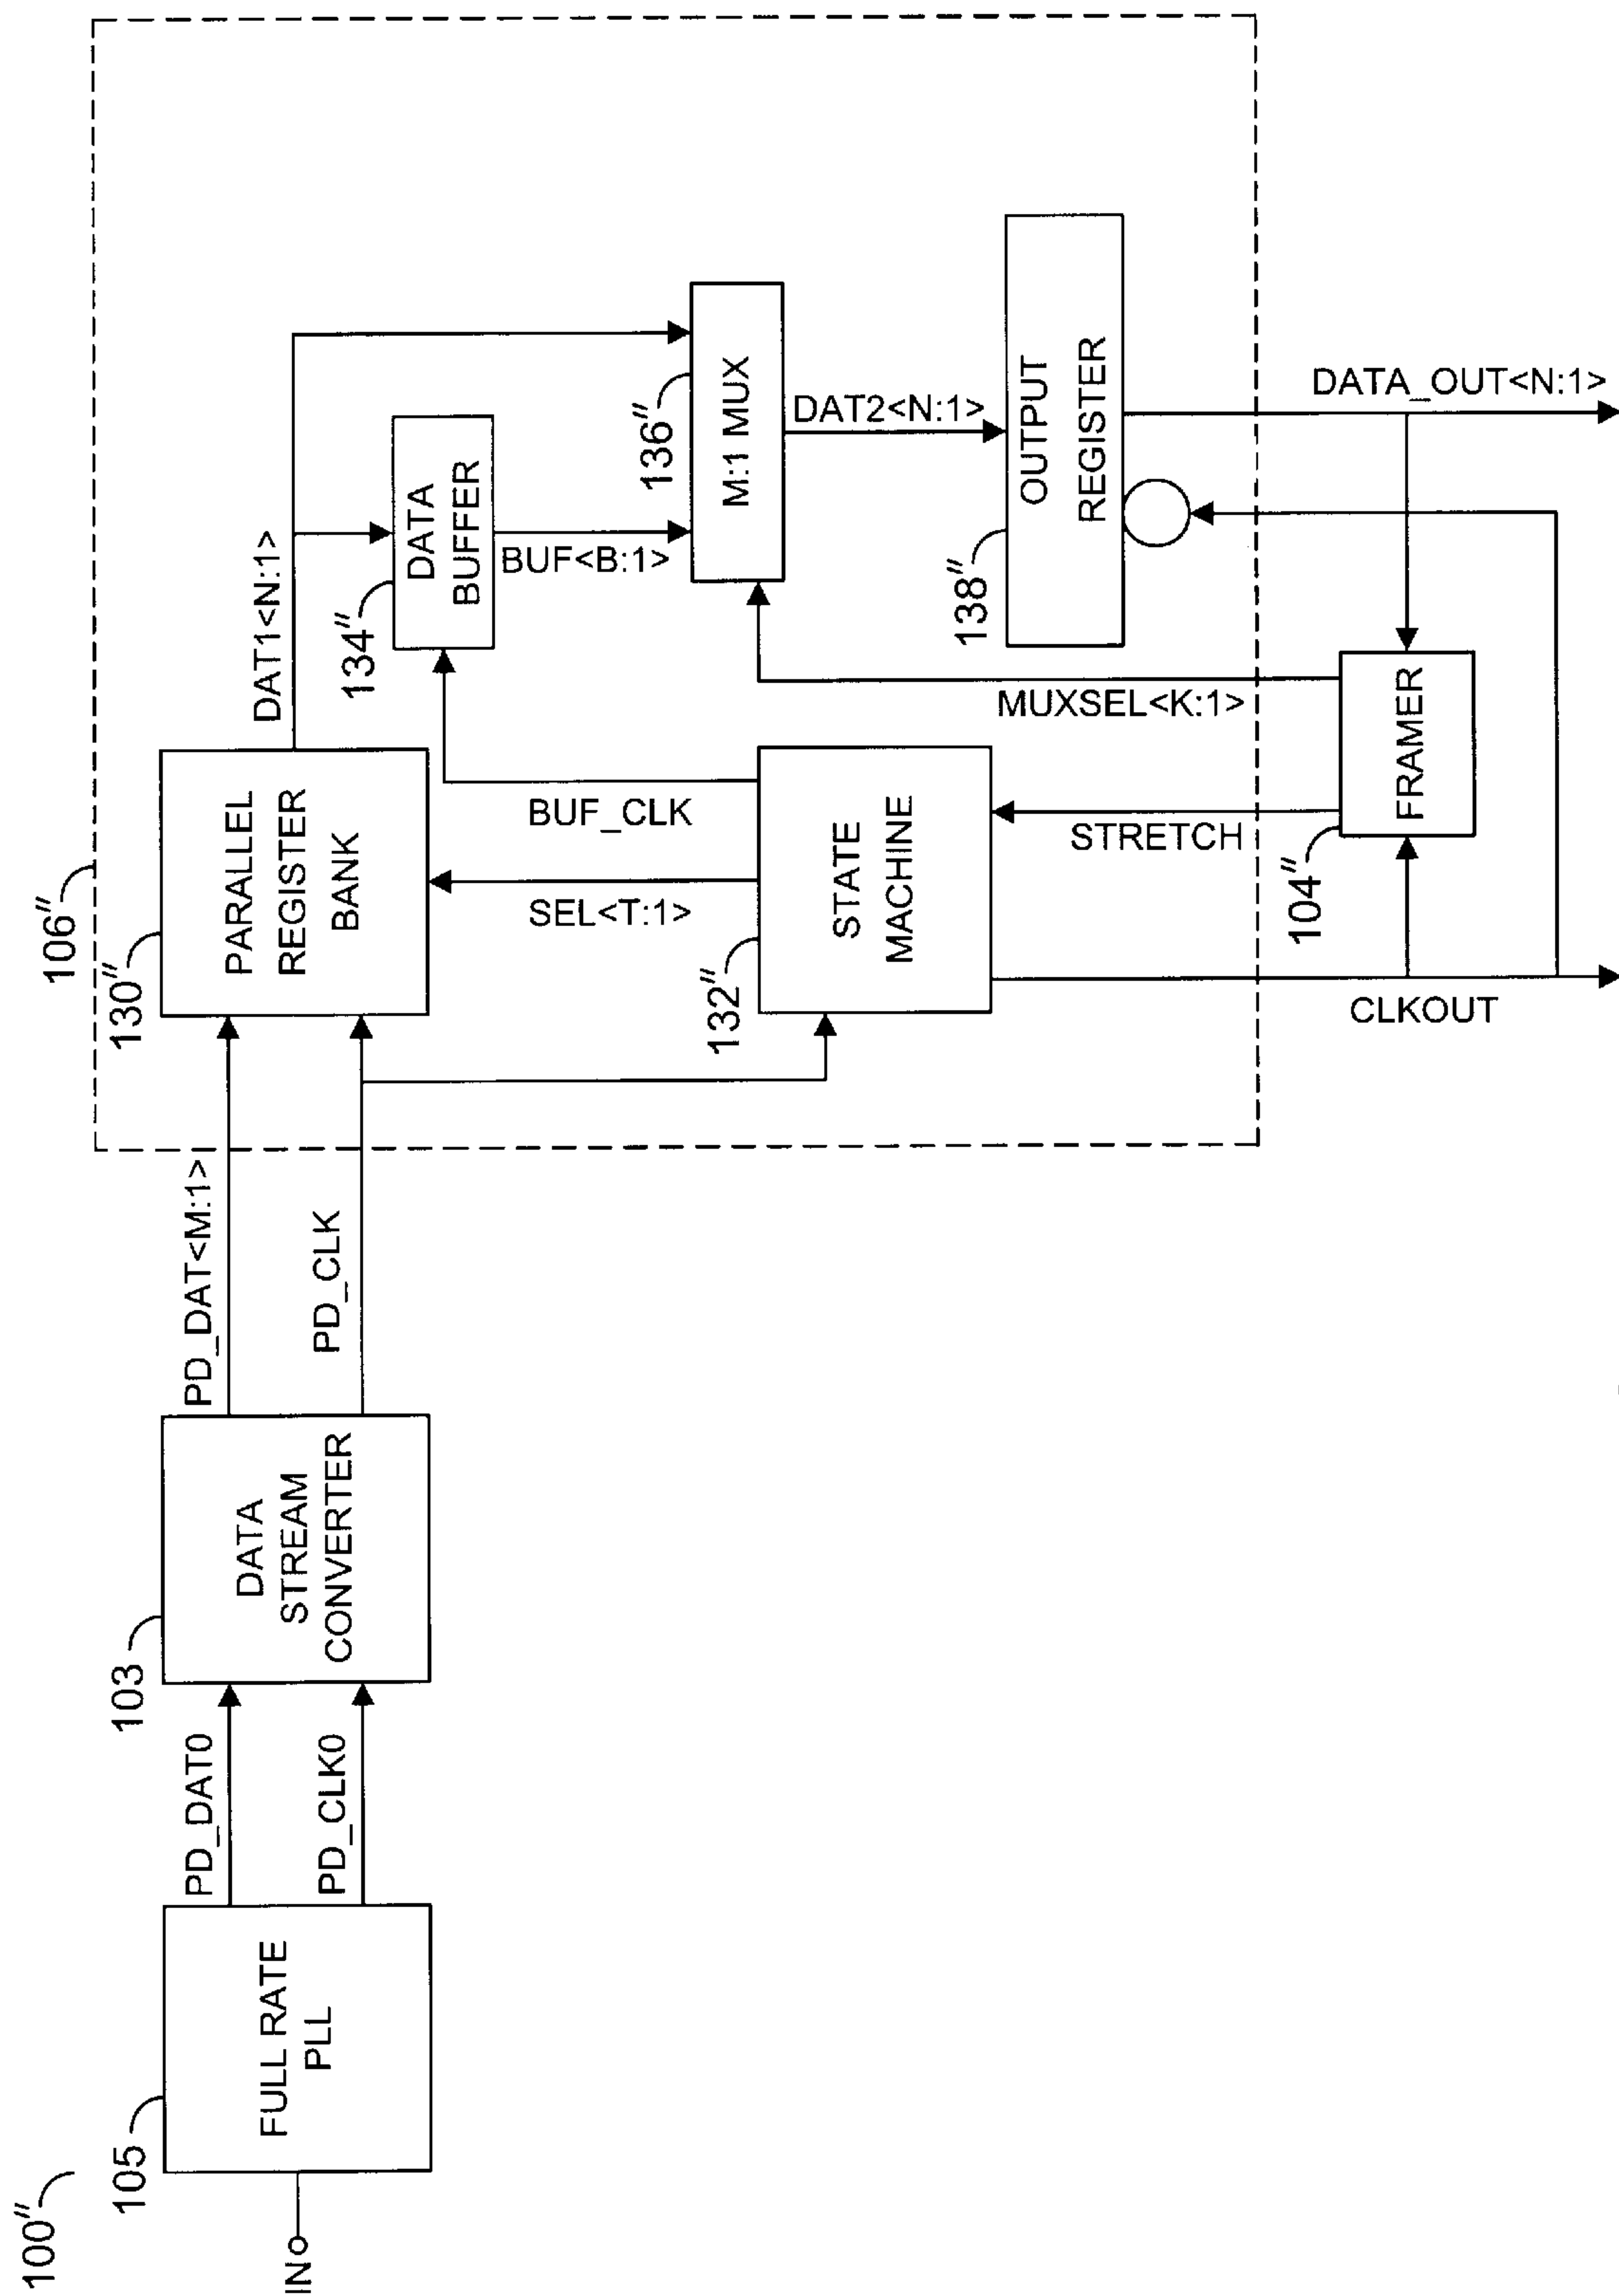 100″
IN
105
FULL RATE
PLL
PD_DAT0
PD_CLK0
103
DATA
STREAM
CONVERTER
PD_DAT<M:1>
PD_CLK
106″
130″
PARALLEL
REGISTER
BANK
DAT1<N:1>
134″
DATA
BUFFER
BUF<B:1>
BUF_CLK
SEL<T:1>
132″
STATE
MACHINE
136″
M:1 MUX
DAT2<N:1>
138″
OUTPUT
REGISTER
MUXSEL<K:1>
STRETCH
104″
FRAMER
DATA_OUT<N:1>
CLKOUT